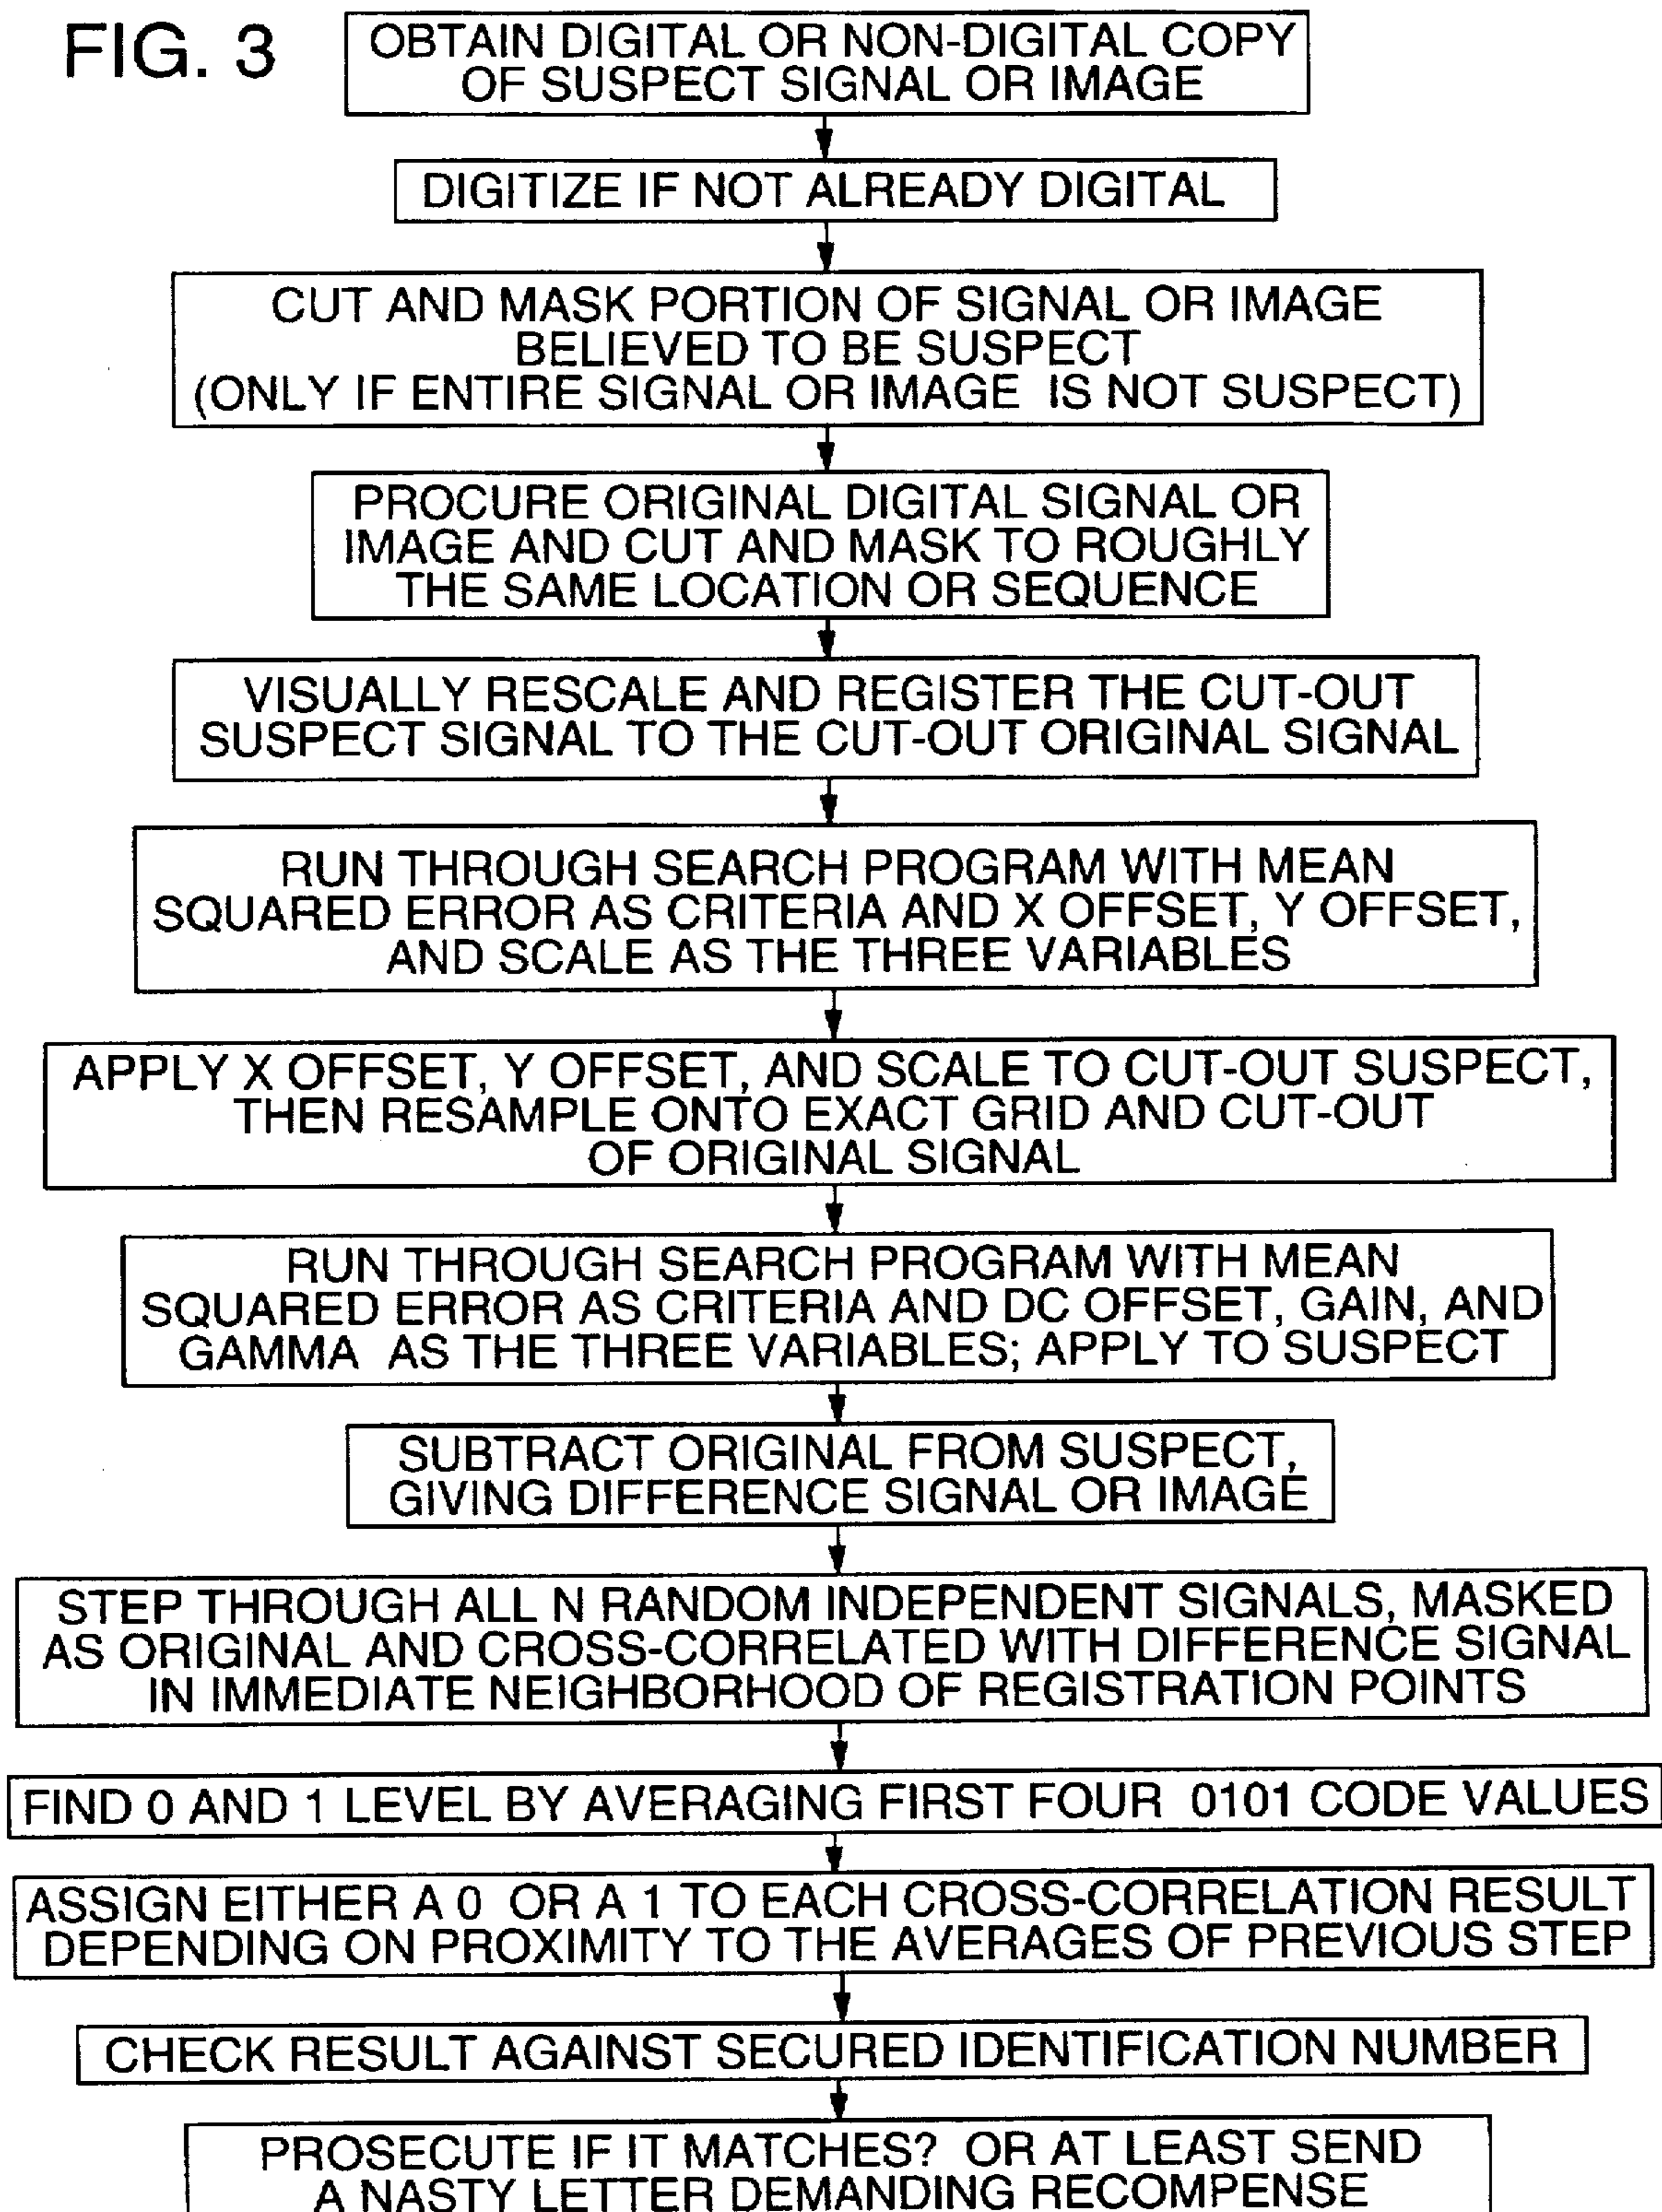 FIG. 3
OBTAIN DIGITAL OR NON-DIGITAL COPY
OF SUSPECT SIGNAL OR IMAGE
DIGITIZE IF NOT ALREADY DIGITAL
CUT AND MASK PORTION OF SIGNAL OR IMAGE
BELIEVED TO BE SUSPECT
(ONLY IF ENTIRE SIGNAL OR IMAGE IS NOT SUSPECT)
PROCURE ORIGINAL DIGITAL SIGNAL OR
IMAGE AND CUT AND MASK TO ROUGHLY
THE SAME LOCATION OR SEQUENCE
VISUALLY RESCALE AND REGISTER THE CUT-OUT
SUSPECT SIGNAL TO THE CUT-OUT ORIGINAL SIGNAL
RUN THROUGH SEARCH PROGRAM WITH MEAN
SQUARED ERROR AS CRITERIA AND X OFFSET, Y OFFSET,
AND SCALE AS THE THREE VARIABLES
APPLY X OFFSET, Y OFFSET, AND SCALE TO CUT-OUT SUSPECT,
THEN RESAMPLE ONTO EXACT GRID AND CUT-OUT
OF ORIGINAL SIGNAL
RUN THROUGH SEARCH PROGRAM WITH MEAN
SQUARED ERROR AS CRITERIA AND DC OFFSET, GAIN, AND
GAMMA AS THE THREE VARIABLES; APPLY TO SUSPECT
SUBTRACT ORIGINAL FROM SUSPECT,
GIVING DIFFERENCE SIGNAL OR IMAGE
STEP THROUGH ALL N RANDOM INDEPENDENT SIGNALS, MASKED
AS ORIGINAL AND CROSS-CORRELATED WITH DIFFERENCE SIGNAL
IN IMMEDIATE NEIGHBORHOOD OF REGISTRATION POINTS
FIND 0 AND 1 LEVEL BY AVERAGING FIRST FOUR 0101 CODE VALUES
ASSIGN EITHER A 0 OR A 1 TO EACH CROSS-CORRELATION RESULT
DEPENDING ON PROXIMITY TO THE AVERAGES OF PREVIOUS STEP
CHECK RESULT AGAINST SECURED IDENTIFICATION NUMBER
PROSECUTE IF IT MATCHES? OR AT LEAST SEND
A NASTY LETTER DEMANDING RECOMPENSE